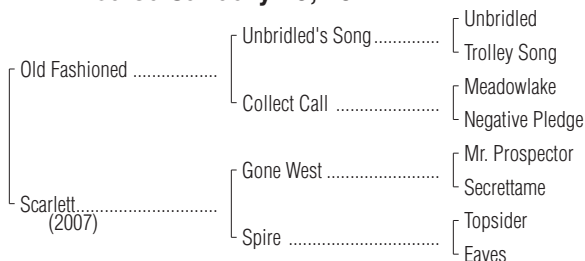 Unbridled
Unbridled's Song
Trolley Song
Old Fashioned
Meadowlake
Collect Call
Negative Pledge
Mr. Prospector
Gone West
Secrettame
Scarlett
(2007)
Topsider
Spire
Eaves